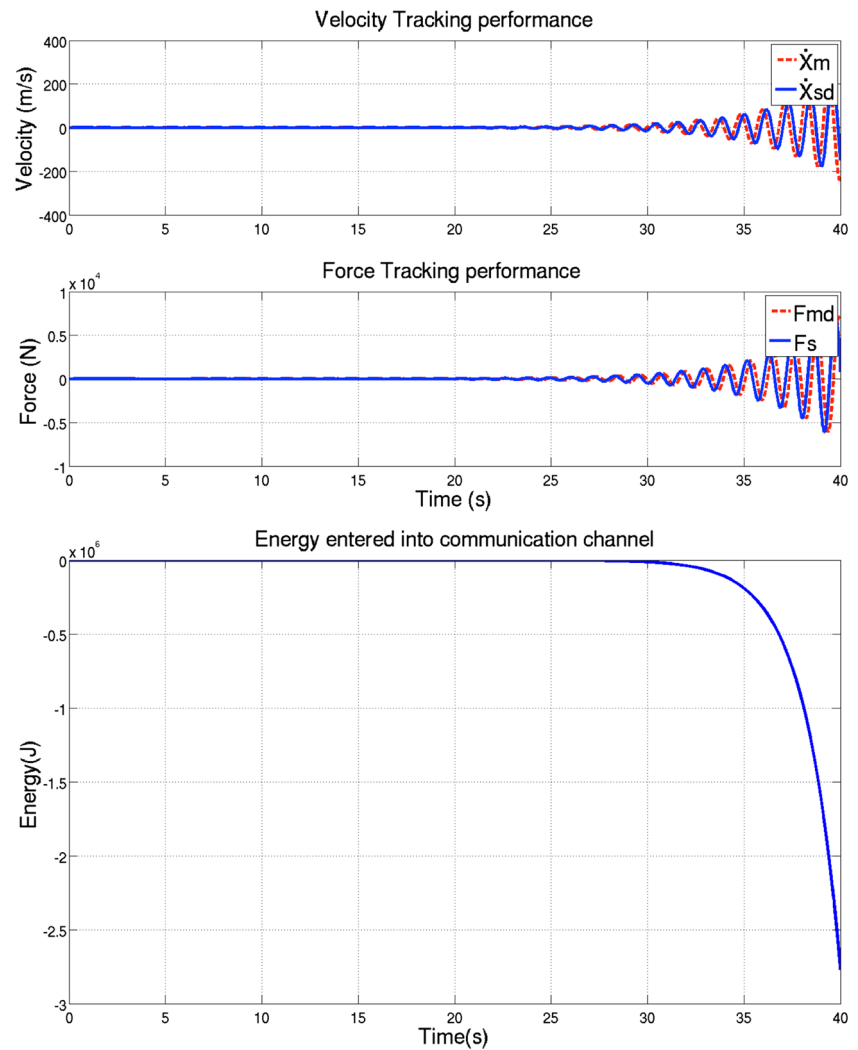 Velocity Tracking performance
400
200
0
-200
-400
Velocity (m/s)
Ẋm
Ẋsd
0 5 10 15 20 25 30 35 40
Force Tracking performance
x 10^4
1
0.5
0
-0.5
-1
Force (N)
Fmd
Fs
0 5 10 15 20 25 30 35 40
Time (s)
Energy entered into communication channel
x 10^6
0
-0.5
-1
-1.5
-2
-2.5
-3
Energy(J)
0 5 10 15 20 25 30 35 40
Time(s)